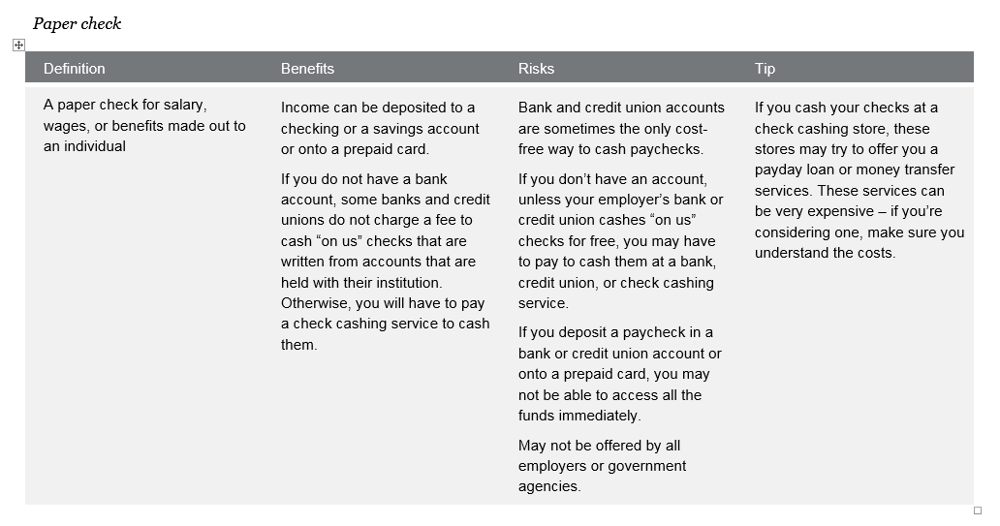 Paper check
Definition
Benefits
Risks
Tip
A paper check for salary,
wages, or benefits made out to
an individual
Income can be deposited to a
checking or a savings account
or onto a prepaid card.
If you do not have a bank
account, some banks and credit
unions do not charge a fee to
cash “on us” checks that are
written from accounts that are
held with their institution.
Otherwise, you will have to pay
a check cashing service to cash
them.
Bank and credit union accounts
are sometimes the only cost-
free way to cash paychecks.
If you don’t have an account,
unless your employer’s bank or
credit union cashes “on us”
checks for free, you may have
to pay to cash them at a bank,
credit union, or check cashing
service.
If you deposit a paycheck in a
bank or credit union account or
onto a prepaid card, you may
not be able to access all the
funds immediately.
May not be offered by all
employers or government
agencies.
If you cash your checks at a
check cashing store, these
stores may try to offer you a
payday loan or money transfer
services. These services can
be very expensive – if you’re
considering one, make sure you
understand the costs.